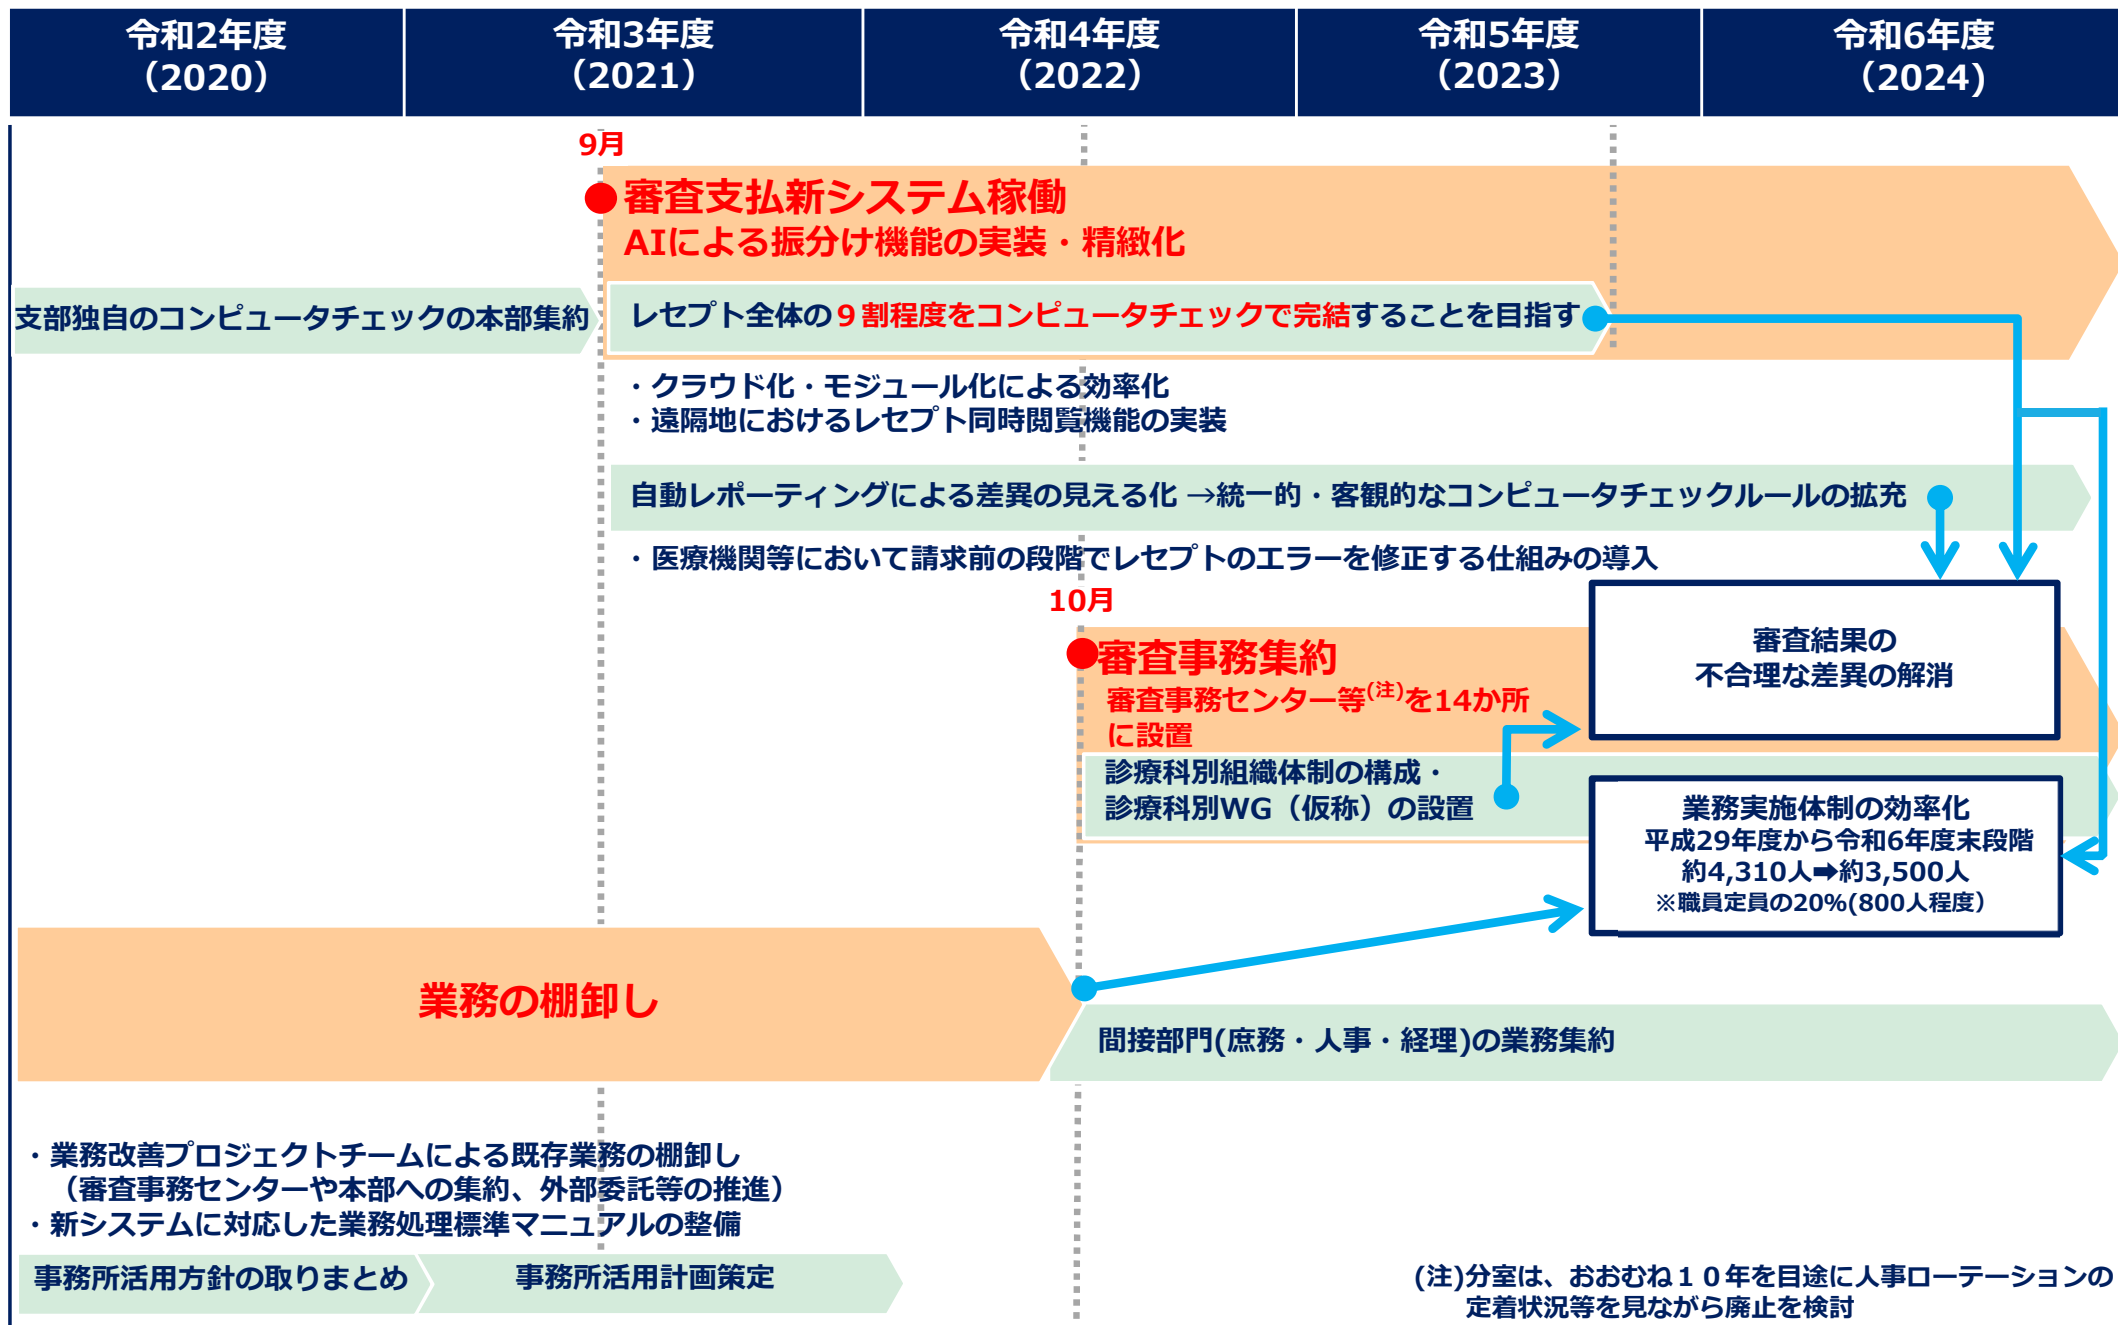 令和2年度
（2020）
令和3年度
（2021）
令和4年度
（2022）
令和5年度
（2023）
令和6年度
（2024)
9月
審査支払新システム稼働
AIによる振分け機能の実装・精緻化
支部独自のコンピュータチェックの本部集約
レセプト全体の９割程度をコンピュータチェックで完結することを目指す
・クラウド化・モジュール化による効率化
・遠隔地におけるレセプト同時閲覧機能の実装
自動レポーティングによる差異の見える化 →統一的・客観的なコンピュータチェックルールの拡充
・医療機関等において請求前の段階でレセプトのエラーを修正する仕組みの導入
10月
審査事務集約
審査事務センター等(注)を14か所
に設置
診療科別組織体制の構成・
診療科別WG（仮称）の設置
審査結果の
不合理な差異の解消
業務実施体制の効率化
平成29年度から令和6年度末段階
約4,310人➡約3,500人
※職員定員の20%(800人程度）
業務の棚卸し
間接部門(庶務・人事・経理)の業務集約
・業務改善プロジェクトチームによる既存業務の棚卸し
（審査事務センターや本部への集約、外部委託等の推進）
・新システムに対応した業務処理標準マニュアルの整備
事務所活用方針の取りまとめ
事務所活用計画策定
(注)分室は、おおむね１０年を目途に人事ローテーションの
定着状況等を見ながら廃止を検討